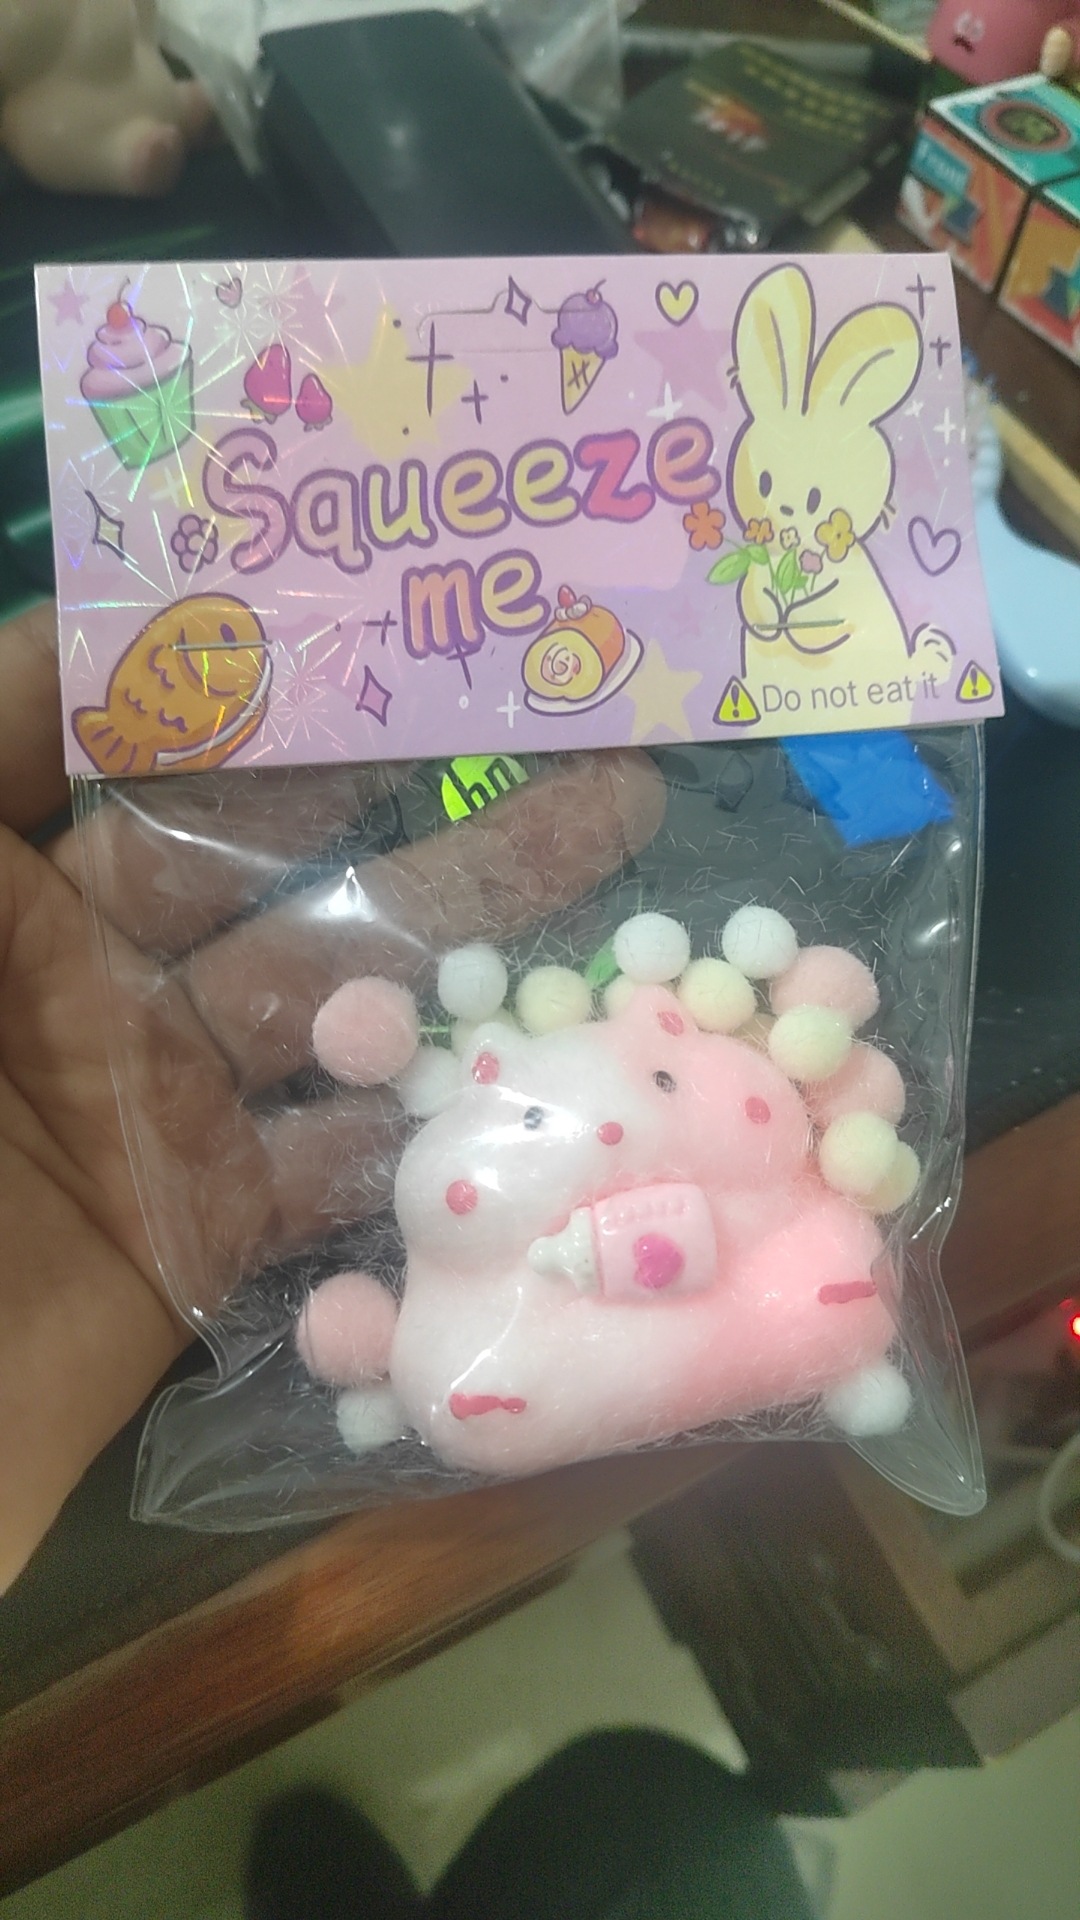 Squeeze
me
Do not eat it